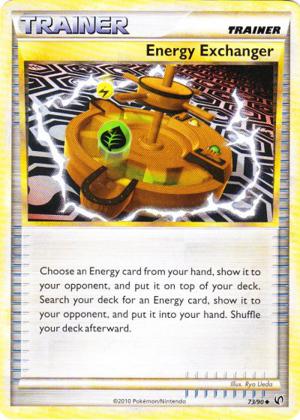 TRAINER TRAINER
Energy Exchanger
Choose an Energy card from your hand, show it to
your opponent, and put it on top of your deck.
Search your deck for an Energy card, show it to
your opponent, and put it into your hand. Shuffle
your deck afterward.
Illus. Ryo Ueda
©2010 Pokémon/Nintendo 73/90